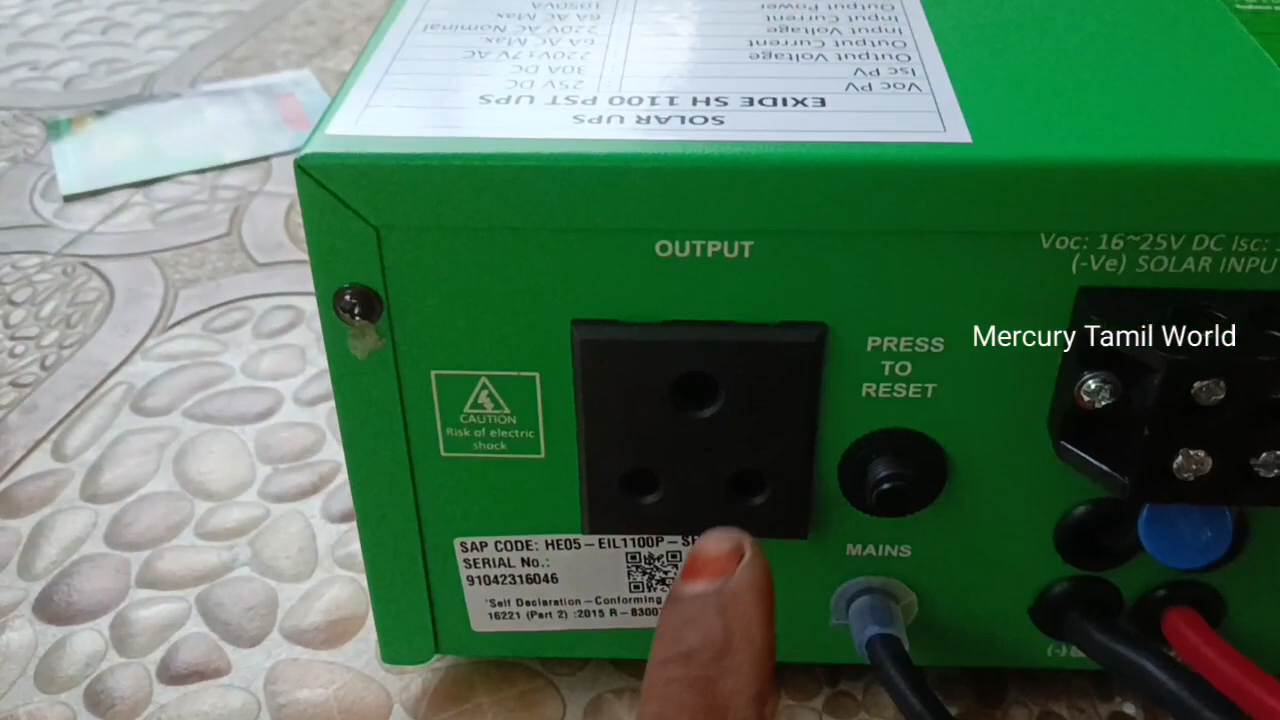 SOLAR UPS
EXIDE SH 1100 PST UPS
Voc PV 25V DC
Isc PV 30A DC
Output Voltage 220V±7V AC
Output Current 6A AC Max
Input Voltage 220V AC Nominal
Input Current 6A AC Max.
Output Power 1050VA
OUTPUT
Voc: 16~25V DC Isc:
(-Ve) SOLAR INPU
PRESS
TO
RESET
Mercury Tamil World
CAUTION
Risk of electric
shock
SAP CODE: HE05-EIL1100P-SF
SERIAL No.:
91042316046
"Self Declaration-Conforming
16221 (Part 2) :2015 R-8300
MAINS
(-)